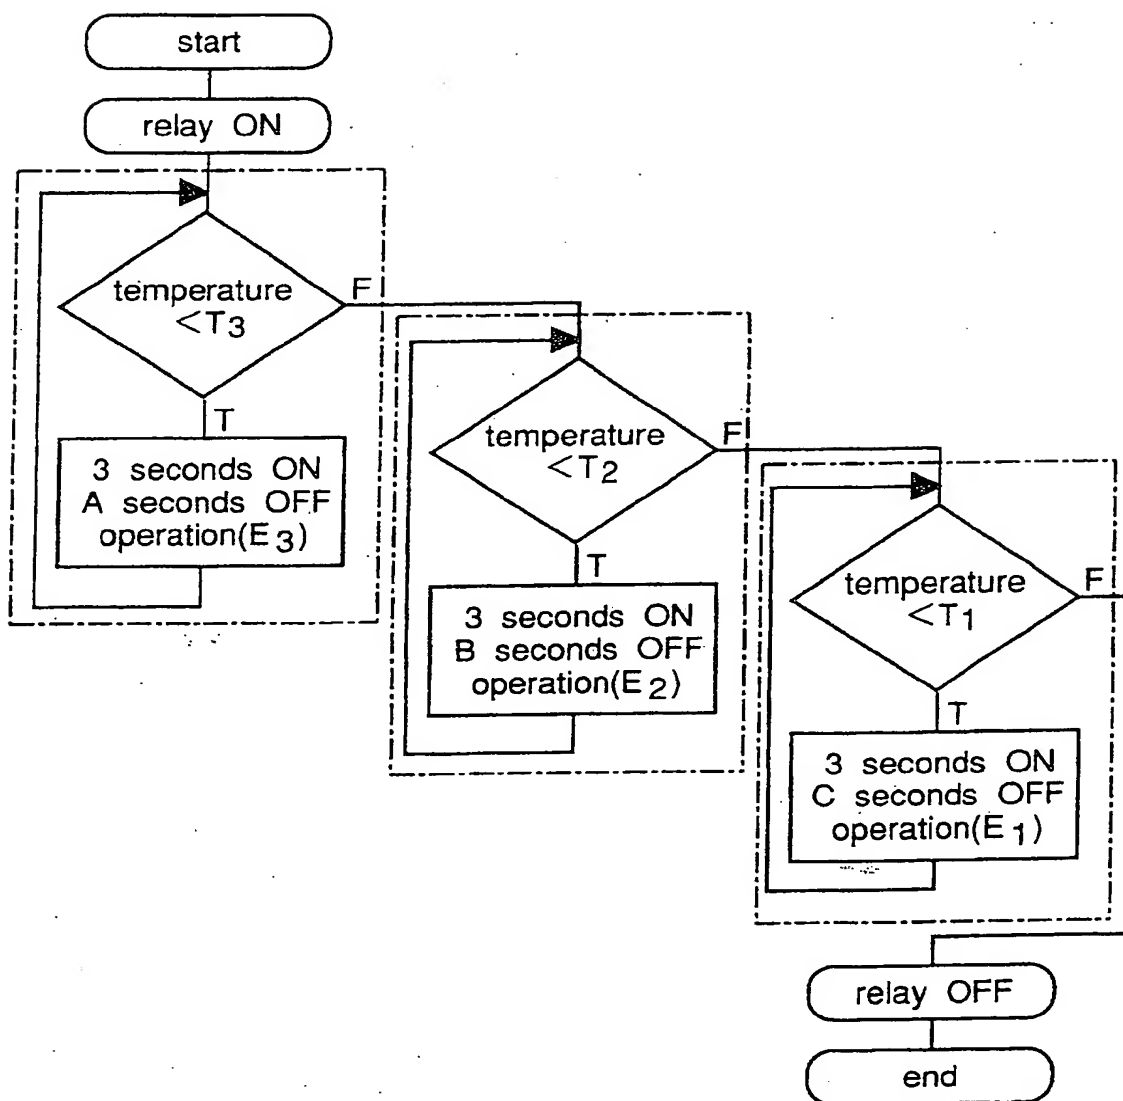 start
relay ON
temperature
<T3
F
T
3 seconds ON
A seconds OFF
operation(E3)
temperature
<T2
F
T
3 seconds ON
B seconds OFF
operation(E2)
temperature
<T1
F
T
3 seconds ON
C seconds OFF
operation(E1)
relay OFF
end